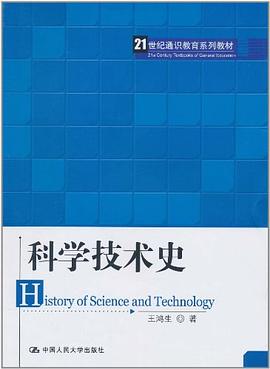 21世纪通识教育系列教材
21st Century Textbooks of General Education
科学技术史
History of Science and Technology
王鸿生 ◎ 著
中国人民大学出版社